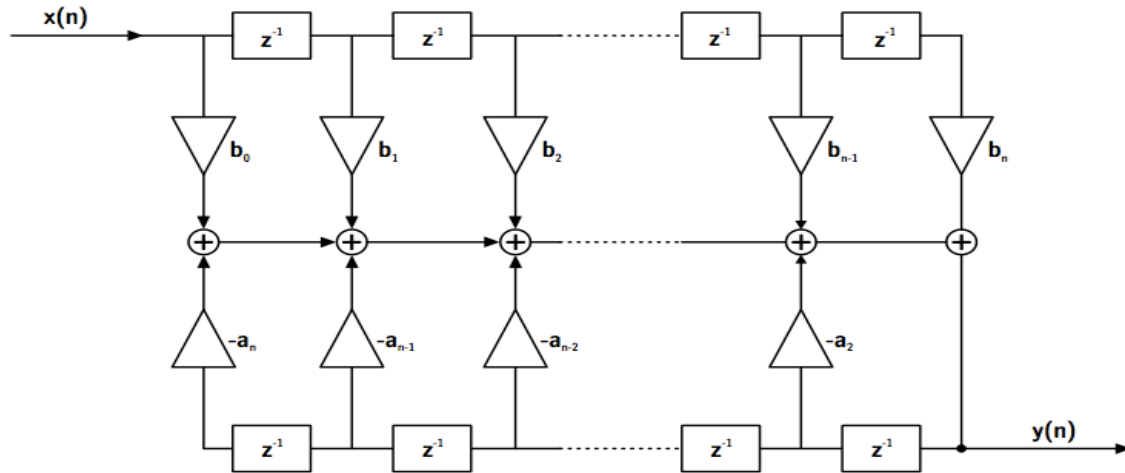 x(n)
z⁻¹ z⁻¹ z⁻¹ z⁻¹
b₀ b₁ b₂ bₙ₋₁ bₙ
+ + + + +
-aₙ -aₙ₋₁ -aₙ₋₂ -a₂
z⁻¹ z⁻¹ z⁻¹ z⁻¹
y(n)